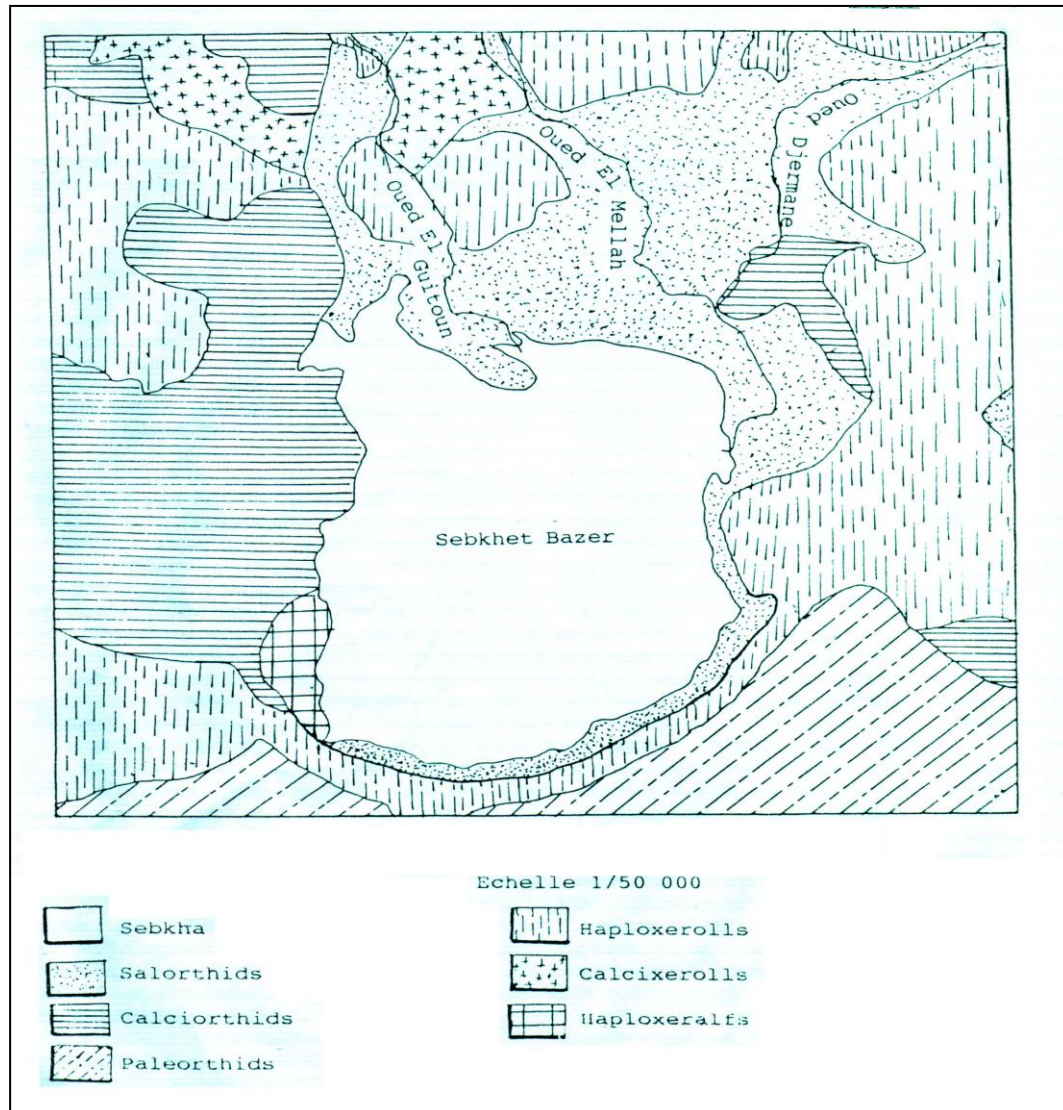 Oued
Djermane
Oued El
Mellah
Oued El
Guitoun
Sebkhet Bazer
Echelle 1/50 000
Sebkha
Salorthids
Calciorthids
Paleorthids
Haploxerolls
Calcixerolls
Haploxeralfs